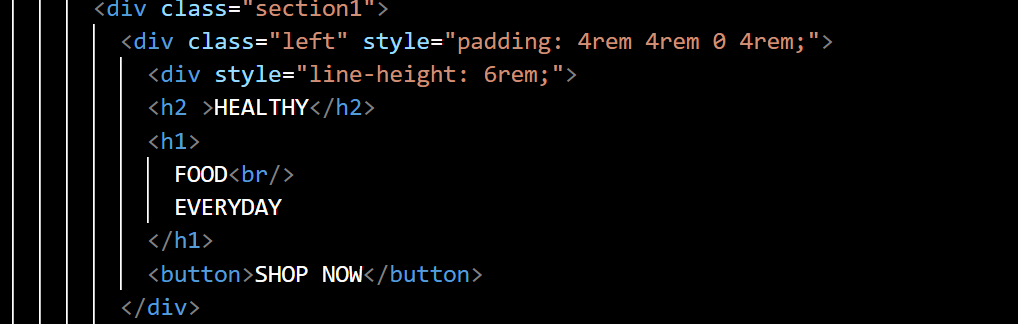 <div class="section1">
<div class="left" style="padding: 4rem 4rem 0 4rem;">
<div style="line-height: 6rem;">
<h2 >HEALTHY</h2>
<h1>
FOOD<br/>
EVERYDAY
</h1>
<button>SHOP NOW</button>
</div>